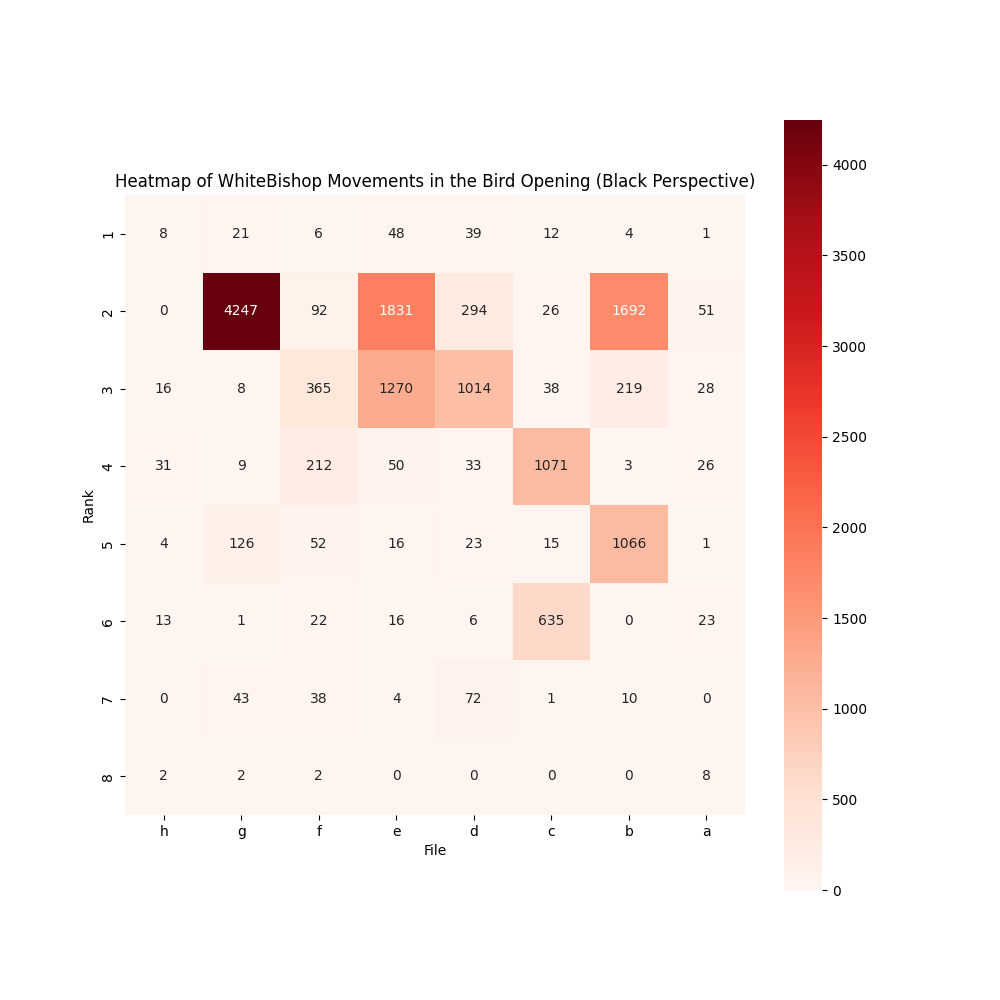 Heatmap of WhiteBishop Movements in the Bird Opening (Black Perspective)
1 8 21 6 48 39 12 4 1
2 0 4247 92 1831 294 26 1692 51
3 16 8 365 1270 1014 38 219 28
4 31 9 212 50 33 1071 3 26
5 4 126 52 16 23 15 1066 1
6 13 1 22 16 6 635 0 23
7 0 43 38 4 72 1 10 0
8 2 2 2 0 0 0 0 8
h g f e d c b a
File
Rank
4000
3500
3000
2500
2000
1500
1000
500
0